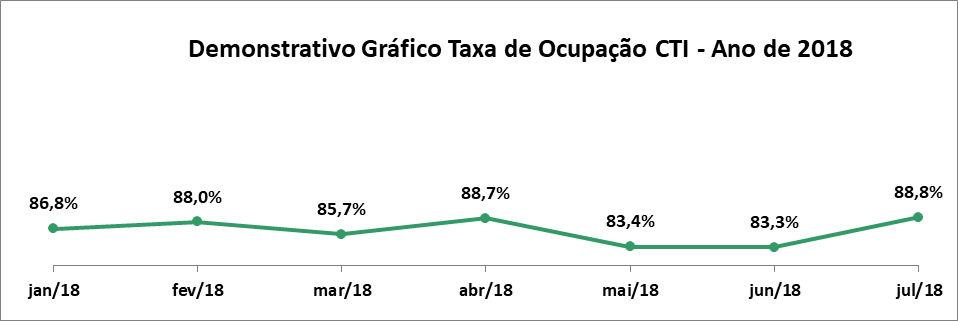 Demonstrativo Gráfico Taxa de Ocupação CTI - Ano de 2018
86,8%
88,0%
85,7%
88,7%
83,4%
83,3%
88,8%
jan/18
fev/18
mar/18
abr/18
mai/18
jun/18
jul/18